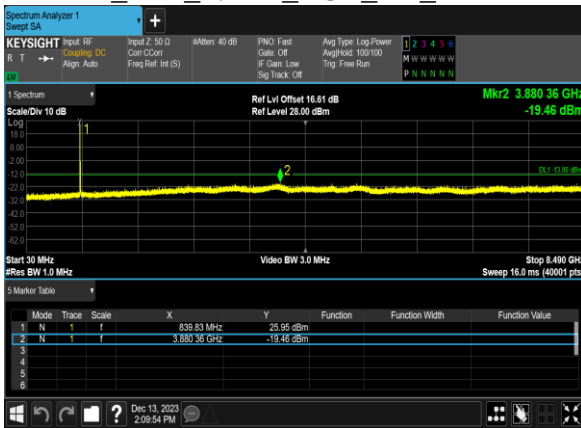 Spectrum Analyzer 1
Swept SA
KEYSIGHT
R T
LV
Input: RF
Coupling: DC
Align: Auto
Input Z: 50 Ω
Corr CCorr
Freq Ref: Int (S)
#Atten: 40 dB
PNO: Fast
Gate: Off
IF Gain: Low
Sig Track: Off
Avg Type: Log-Power
Avg|Hold: 100/100
Trig: Free Run
1 2 3 4 5 6
M W W W W W
P N N N N N
1 Spectrum
Scale/Div 10 dB
Ref Lvl Offset 16.61 dB
Ref Level 28.00 dBm
Mkr2 3.880 36 GHz
-19.46 dBm
Log
18.0
8.00
-2.00
-12.0
-22.0
-32.0
-42.0
-52.0
-62.0
1
2
DL1 -13.00 dBm
Start 30 MHz
#Res BW 1.0 MHz
Video BW 3.0 MHz
Stop 8.490 GHz
Sweep 16.0 ms (40001 pts
5 Marker Table
Mode Trace Scale X Y Function Function Width Function Value
1 N 1 f 839.83 MHz 25.95 dBm
2 N 1 f 3.880 36 GHz -19.46 dBm
3
4
5
6
?
Dec 13, 2023
2:09:54 PM